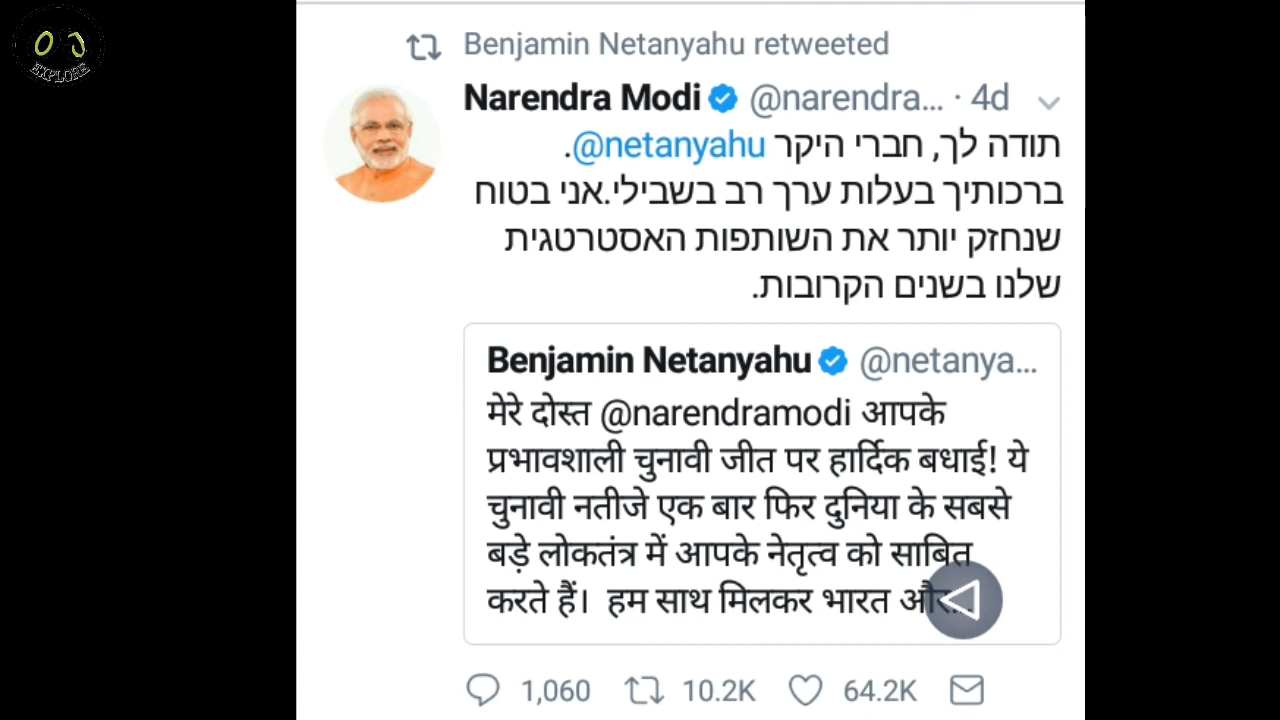 EXPLORE
Benjamin Netanyahu retweeted
Narendra Modi @narendra... · 4d
תודה לך, חברי היקר @netanyahu.
ברכותיך בעלות ערך רב בשבילי.אני בטוח
שנחזק יותר את השותפות האסטרטגית
שלנו בשנים הקרובות.
Benjamin Netanyahu @netanya...
मेरे दोस्त @narendramodi आपके
प्रभावशाली चुनावी जीत पर हार्दिक बधाई! ये
चुनावी नतीजे एक बार फिर दुनिया के सबसे
बड़े लोकतंत्र में आपके नेतृत्व को साबित
करते हैं। हम साथ मिलकर भारत और...
1,060 10.2K 64.2K